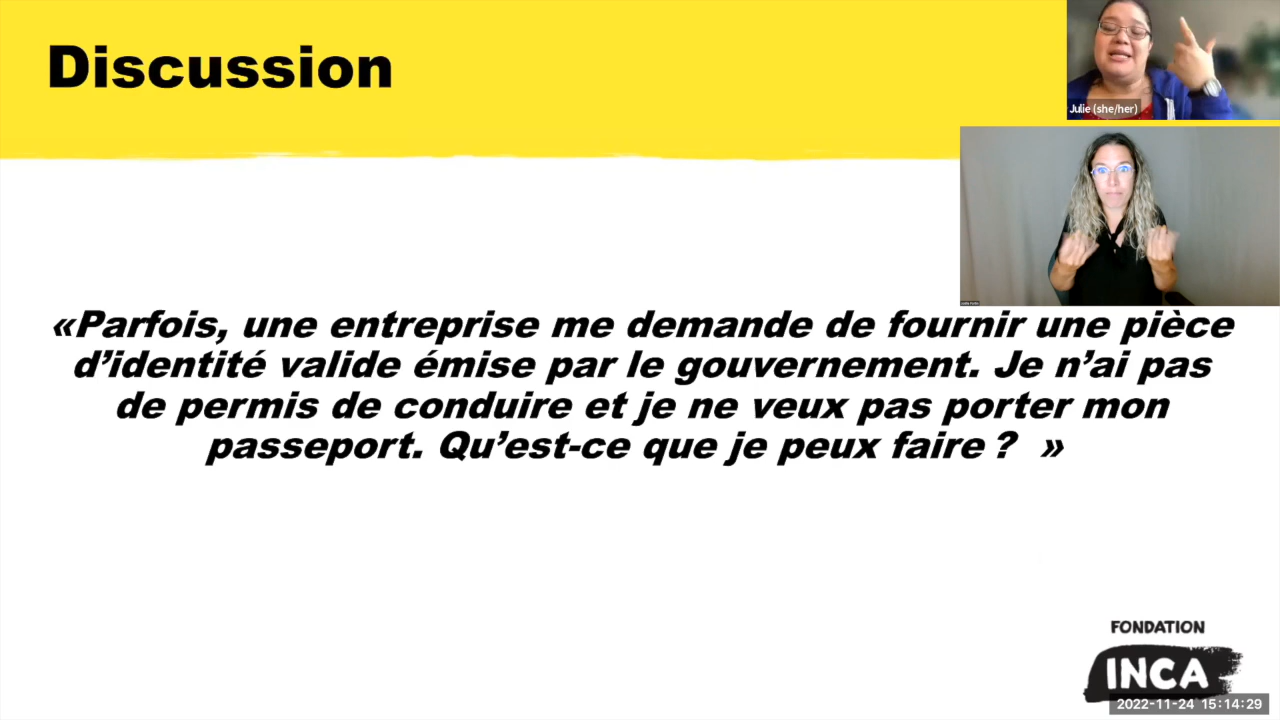 Discussion
Julie (she/her)
«Parfois, une entreprise me demande de fournir une pièce
d’identité valide émise par le gouvernement. Je n’ai pas
de permis de conduire et je ne veux pas porter mon
passeport. Qu’est-ce que je peux faire ?  »
FONDATION
INCA
2022-11-24 15:14:29